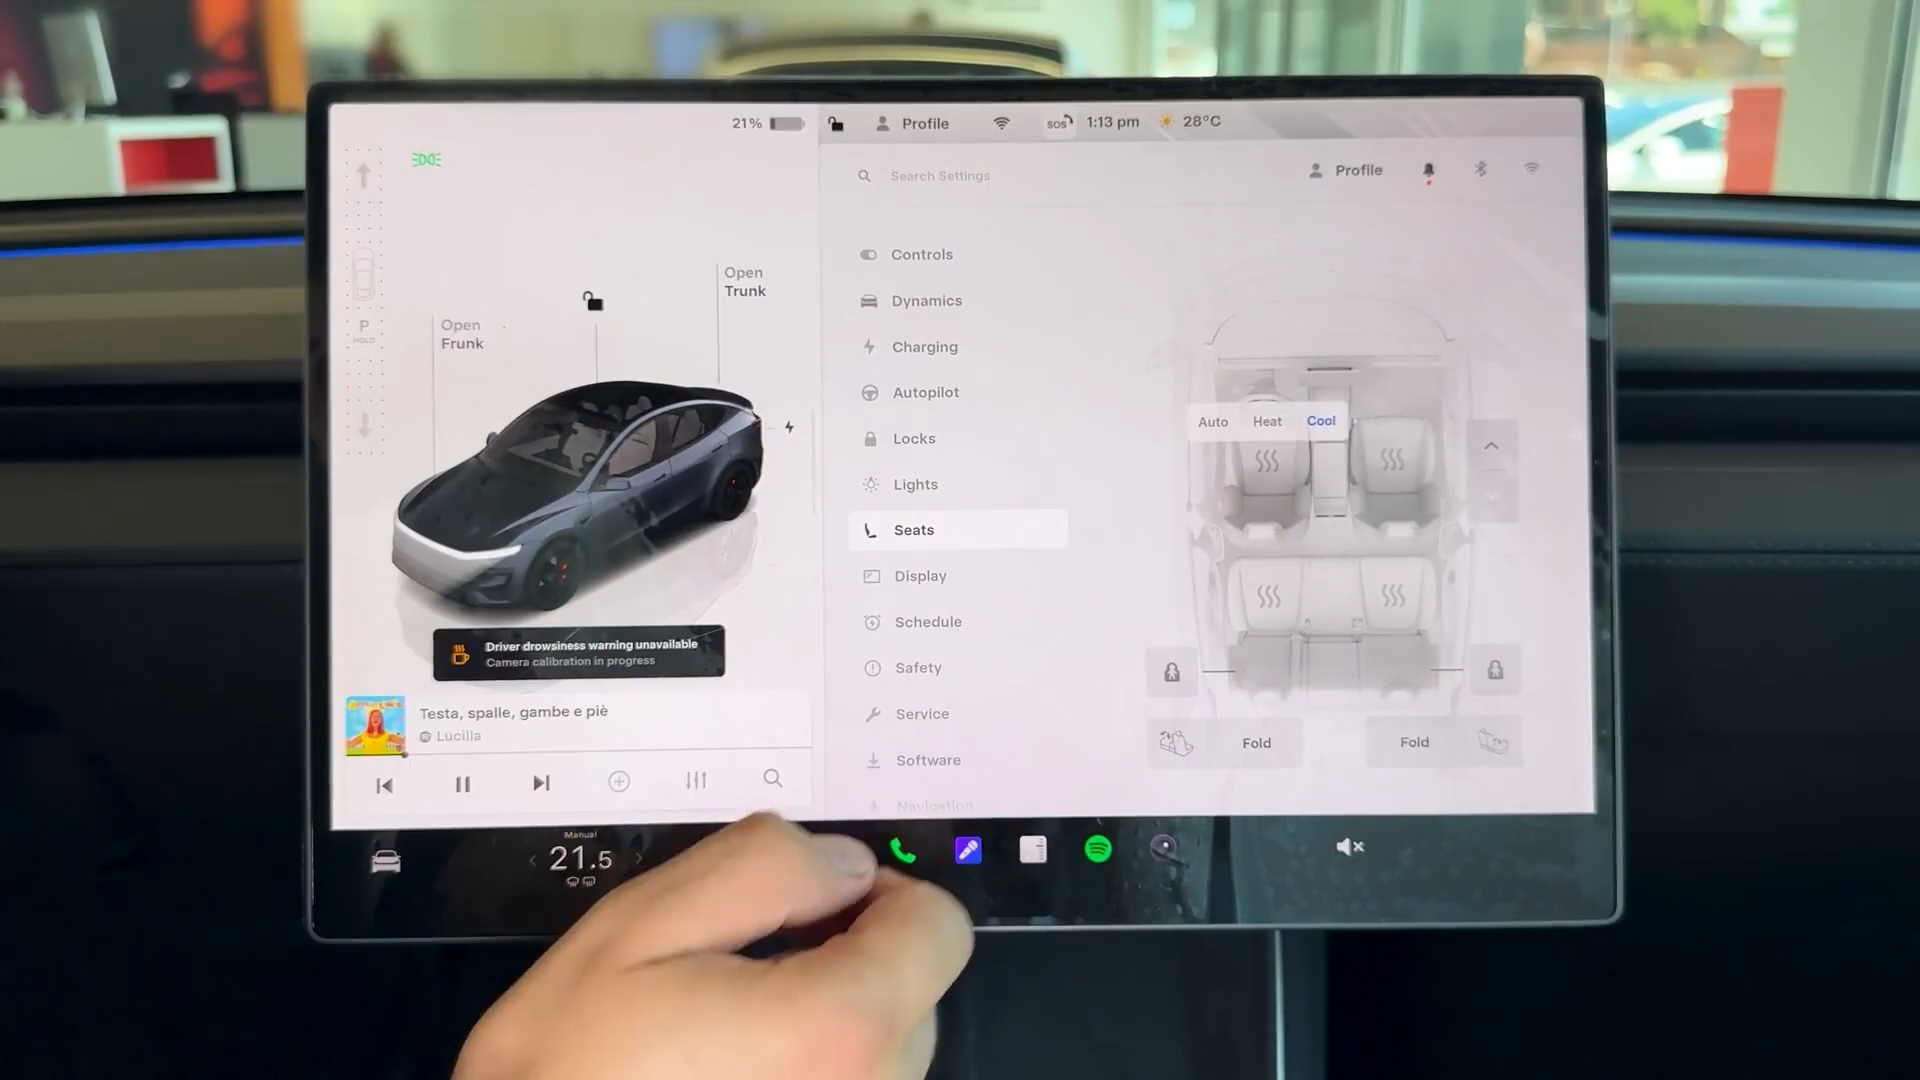 21%
Profile
SOS
1:13 pm
28°C
Search Settings
Profile
Open
Frunk
Open
Trunk
P
HOLD
Controls
Dynamics
Charging
Autopilot
Locks
Lights
Seats
Display
Schedule
Safety
Service
Software
Navigation
Auto
Heat
Cool
Fold
Fold
Driver drowsiness warning unavailable
Camera calibration in progress
Testa, spalle, gambe e piè
Lucilla
Manual
21.5